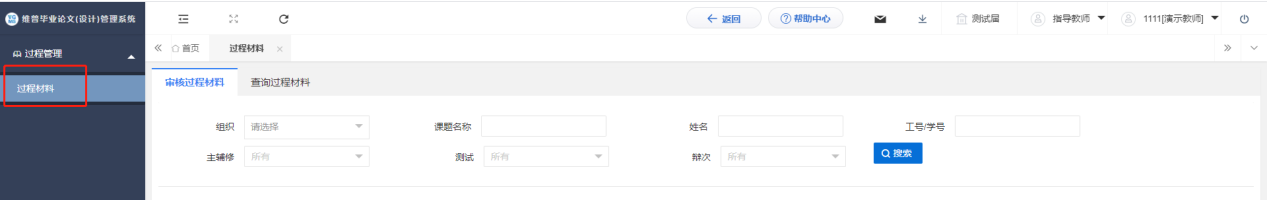 维普毕业论文(设计)管理系统
返回 帮助中心 测试届 指导教师 1111[演示教师]
过程管理
首页 过程材料
过程材料
审核过程材料 查询过程材料
组织 请选择 课题名称 姓名 工号/学号
主辅修 所有 测试 所有 辩次 所有 搜索